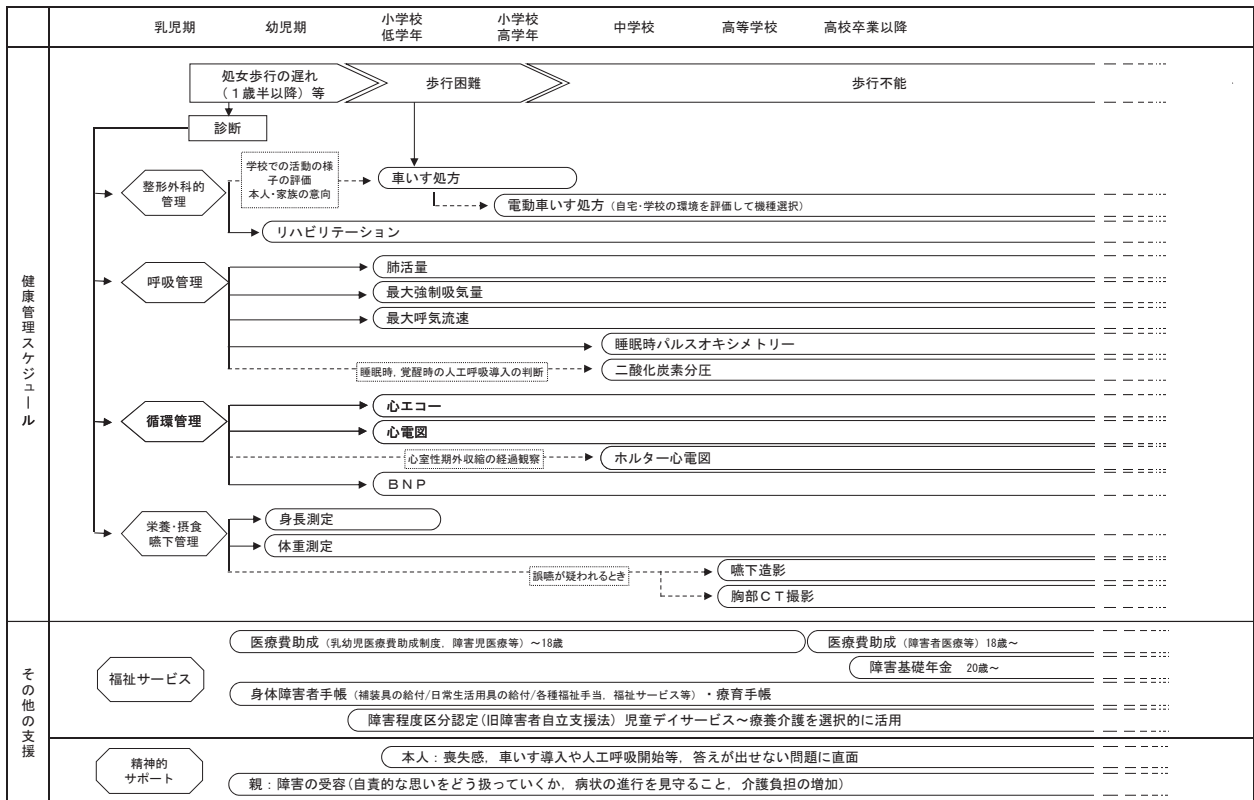 乳児期
幼児期
小学校
低学年
小学校
高学年
中学校
高等学校
高校卒業以降
健康管理スケジュール
処女歩行の遅れ
（1歳半以降）等
歩行困難
歩行不能
診断
整形外科的
管理
学校での活動の様
子の評価
本人・家族の意向
車いす処方
電動車いす処方（自宅・学校の環境を評価して機種選択）
リハビリテーション
呼吸管理
肺活量
最大強制吸気量
最大呼気流速
睡眠時パルスオキシメトリー
睡眠時，覚醒時の人工呼吸導入の判断
二酸化炭素分圧
循環管理
心エコー
心電図
心室性期外収縮の経過観察
ホルター心電図
ＢＮＰ
栄養・摂食
嚥下管理
身長測定
体重測定
誤嚥が疑われるとき
嚥下造影
胸部ＣＴ撮影
その他の支援
福祉サービス
医療費助成（乳幼児医療費助成制度，障害児医療等）～18歳
医療費助成（障害者医療等）18歳～
障害基礎年金 20歳～
身体障害者手帳（補装具の給付/日常生活用具の給付/各種福祉手当，福祉サービス等）・療育手帳
障害程度区分認定（旧障害者自立支援法）児童デイサービス～療養介護を選択的に活用
精神的
サポート
本人：喪失感，車いす導入や人工呼吸開始等，答えが出せない問題に直面
親：障害の受容（自責的な思いをどう扱っていくか，病状の進行を見守ること，介護負担の増加）